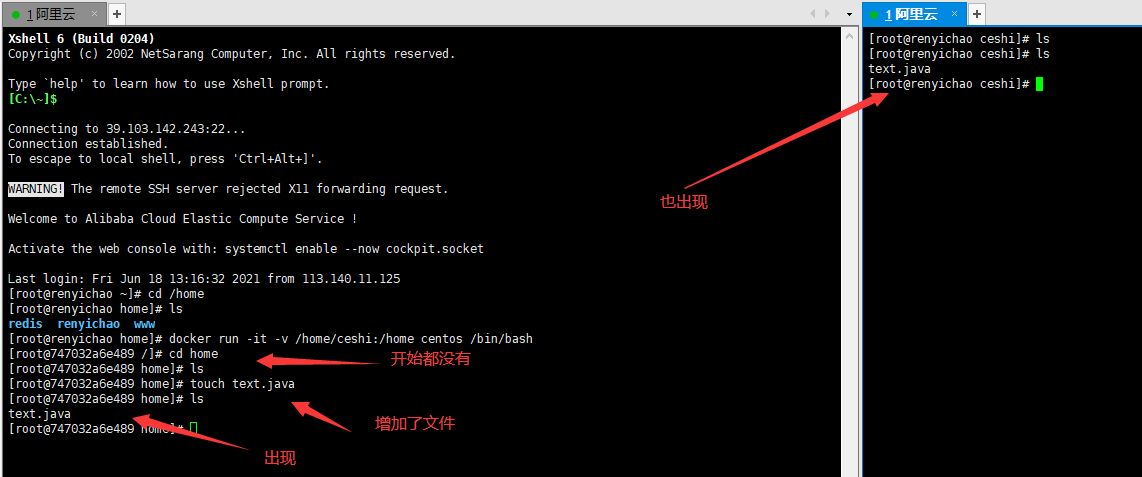 1 阿里云 × +
Xshell 6 (Build 0204)
Copyright (c) 2002 NetSarang Computer, Inc. All rights reserved.
Type `help' to learn how to use Xshell prompt.
[C:\~]$
Connecting to 39.103.142.243:22...
Connection established.
To escape to local shell, press 'Ctrl+Alt+]'.
WARNING! The remote SSH server rejected X11 forwarding request.
Welcome to Alibaba Cloud Elastic Compute Service !
Activate the web console with: systemctl enable --now cockpit.socket
Last login: Fri Jun 18 13:16:32 2021 from 113.140.11.125
[root@renyichao ~]# cd /home
[root@renyichao home]# ls
redis renyichao www
[root@renyichao home]# docker run -it -v /home/ceshi:/home centos /bin/bash
[root@747032a6e489 /]# cd home
开始都没有
[root@747032a6e489 home]# ls
[root@747032a6e489 home]# touch text.java
[root@747032a6e489 home]# ls
text.java
增加了文件
[root@747032a6e489 home]#
出现
1 阿里云 × +
[root@renyichao ceshi]# ls
[root@renyichao ceshi]# ls
text.java
[root@renyichao ceshi]#
也出现